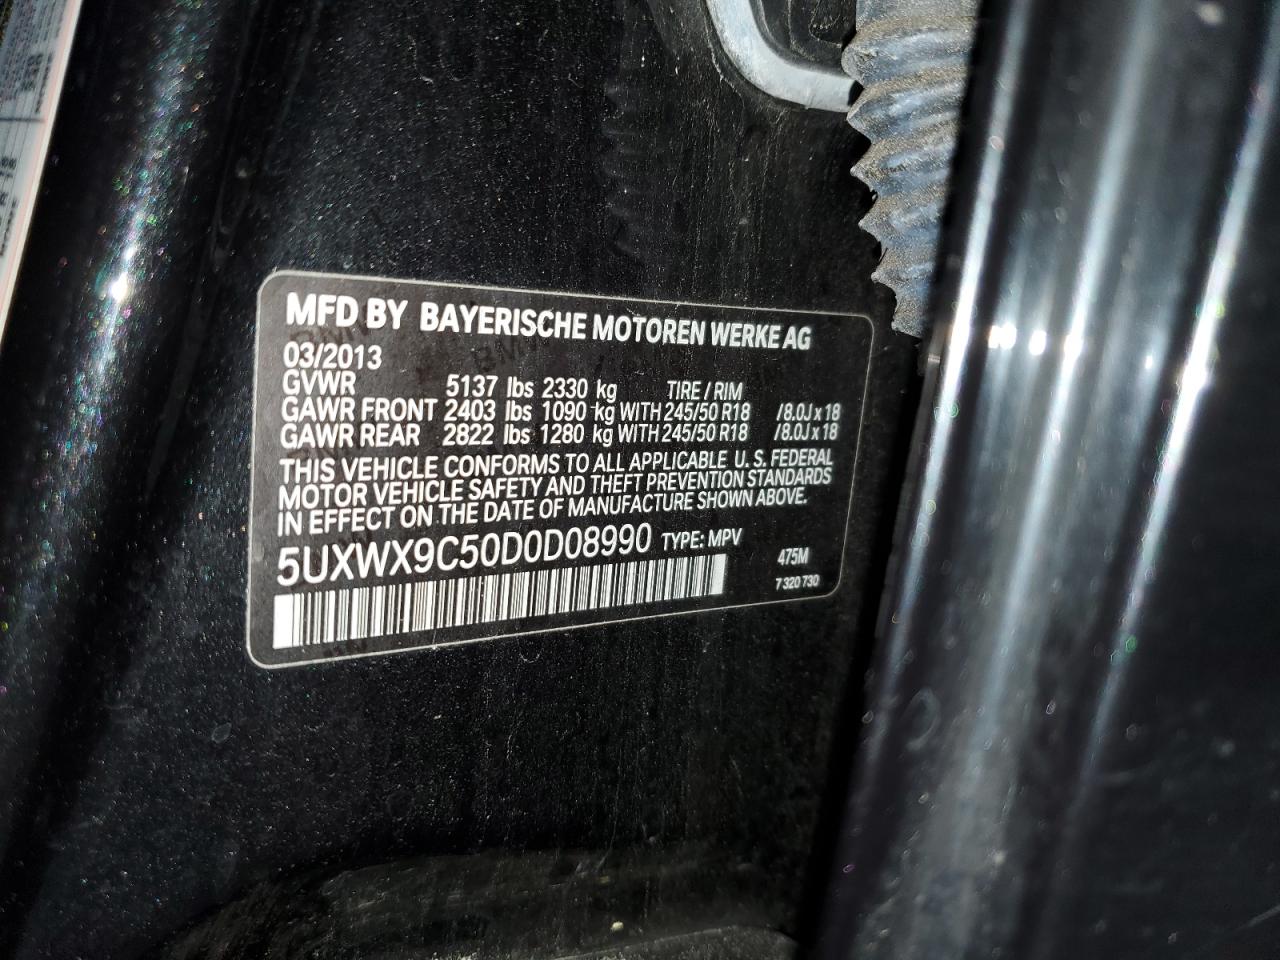 MFD BY BAYERISCHE MOTOREN WERKE AG
03/2013
GVWR 5137 lbs 2330 kg TIRE / RIM
GAWR FRONT 2403 lbs 1090 kg WITH 245/50 R18 /8.0J x 18
GAWR REAR 2822 lbs 1280 kg WITH 245/50 R18 /8.0J x 18
THIS VEHICLE CONFORMS TO ALL APPLICABLE U. S. FEDERAL
MOTOR VEHICLE SAFETY AND THEFT PREVENTION STANDARDS
IN EFFECT ON THE DATE OF MANUFACTURE SHOWN ABOVE.
5UXWX9C50D0D08990 TYPE: MPV
475M
7 320 730